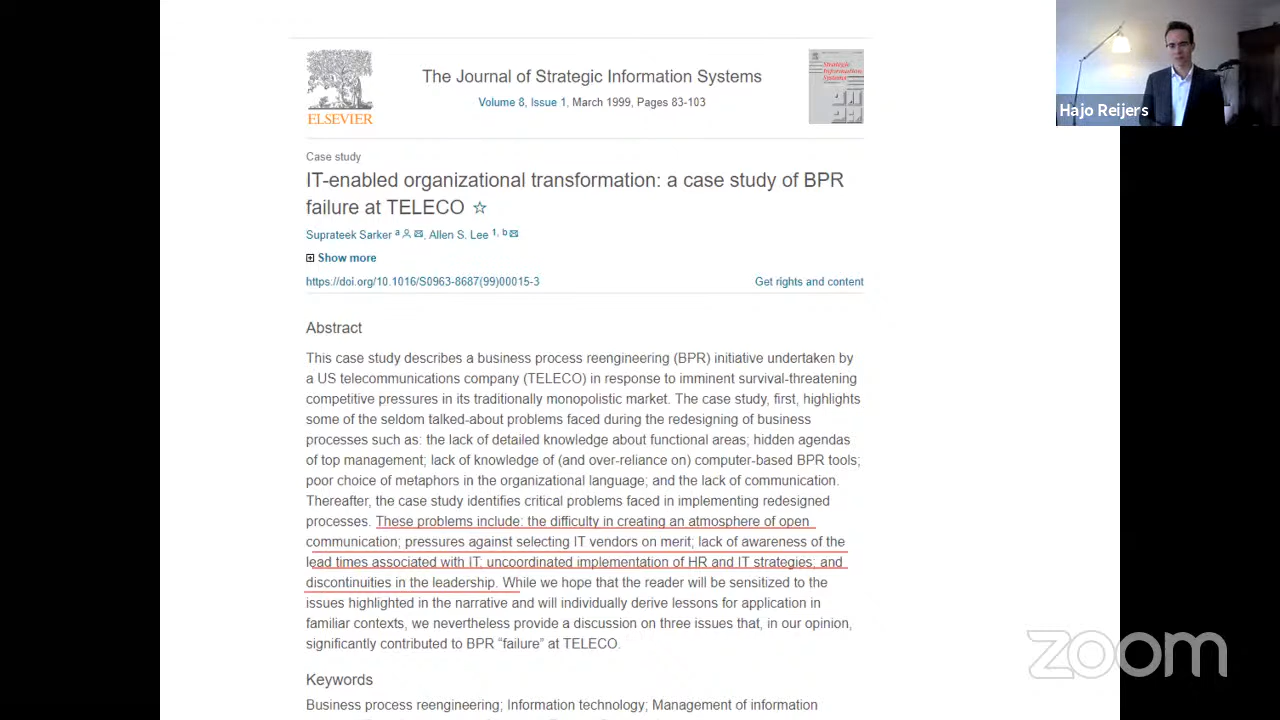 The Journal of Strategic Information Systems
Volume 8, Issue 1, March 1999, Pages 83-103
ELSEVIER
Strategic
Information
Systems
Hajo Reijers
Case study
IT-enabled organizational transformation: a case study of BPR
failure at TELECO ☆
Suprateek Sarker a, Allen S. Lee 1, b
Show more
https://doi.org/10.1016/S0963-8687(99)00015-3
Get rights and content
Abstract
This case study describes a business process reengineering (BPR) initiative undertaken by
a US telecommunications company (TELECO) in response to imminent survival-threatening
competitive pressures in its traditionally monopolistic market. The case study, first, highlights
some of the seldom talked-about problems faced during the redesigning of business
processes such as: the lack of detailed knowledge about functional areas; hidden agendas
of top management; lack of knowledge of (and over-reliance on) computer-based BPR tools;
poor choice of metaphors in the organizational language; and the lack of communication.
Thereafter, the case study identifies critical problems faced in implementing redesigned
processes. These problems include: the difficulty in creating an atmosphere of open
communication; pressures against selecting IT vendors on merit; lack of awareness of the
lead times associated with IT; uncoordinated implementation of HR and IT strategies; and
discontinuities in the leadership. While we hope that the reader will be sensitized to the
issues highlighted in the narrative and will individually derive lessons for application in
familiar contexts, we nevertheless provide a discussion on three issues that, in our opinion,
significantly contributed to BPR “failure” at TELECO.
zoom
Keywords
Business process reengineering; Information technology; Management of information